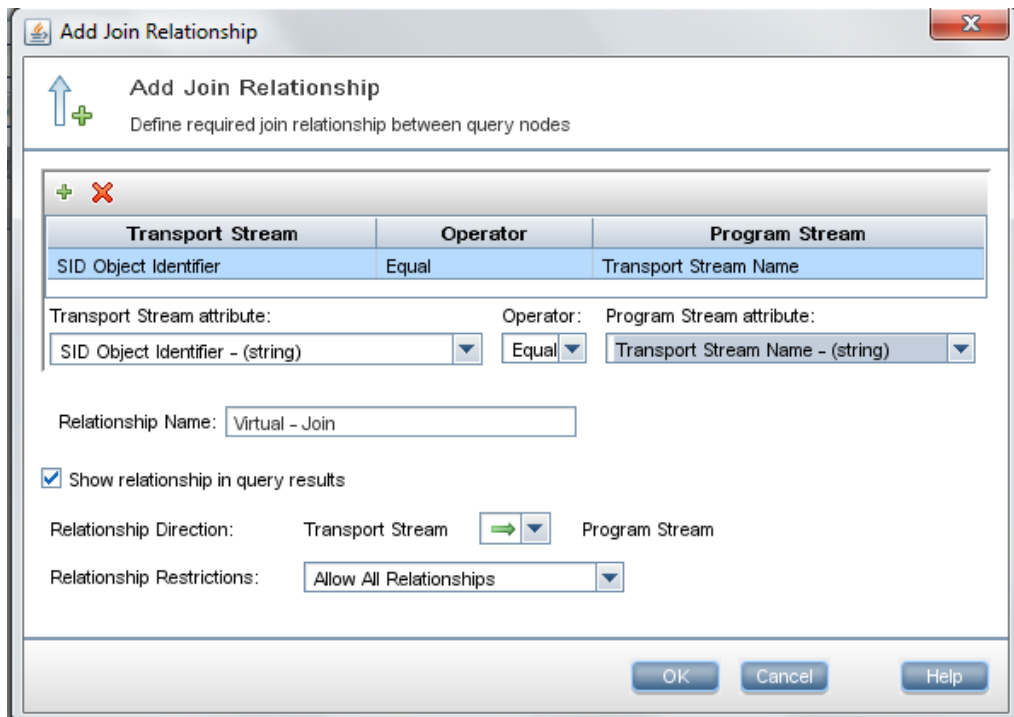 Add Join Relationship
Add Join Relationship
Define required join relationship between query nodes
Transport Stream Operator Program Stream
SID Object Identifier Equal Transport Stream Name
Transport Stream attribute: Operator: Program Stream attribute:
SID Object Identifier - (string) Equal Transport Stream Name - (string)
Relationship Name: Virtual - Join
Show relationship in query results
Relationship Direction: Transport Stream Program Stream
Relationship Restrictions: Allow All Relationships
OK Cancel Help